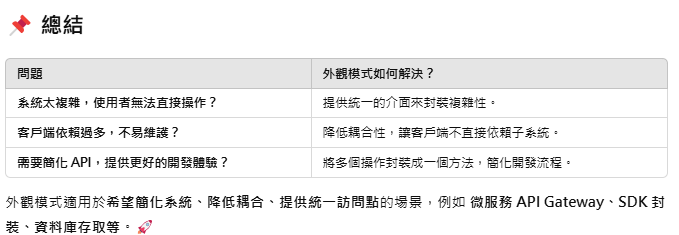 📌 總結
問題 外觀模式如何解決？
系統太複雜，使用者無法直接操作？ 提供統一的介面來封裝複雜性。
客戶端依賴過多，不易維護？ 降低耦合性，讓客戶端不直接依賴子系統。
需要簡化 API，提供更好的開發體驗？ 將多個操作封裝成一個方法，簡化開發流程。
外觀模式適用於希望簡化系統、降低耦合、提供統一訪問點的場景，例如 微服務 API Gateway、SDK 封
裝、資料庫存取等。🚀